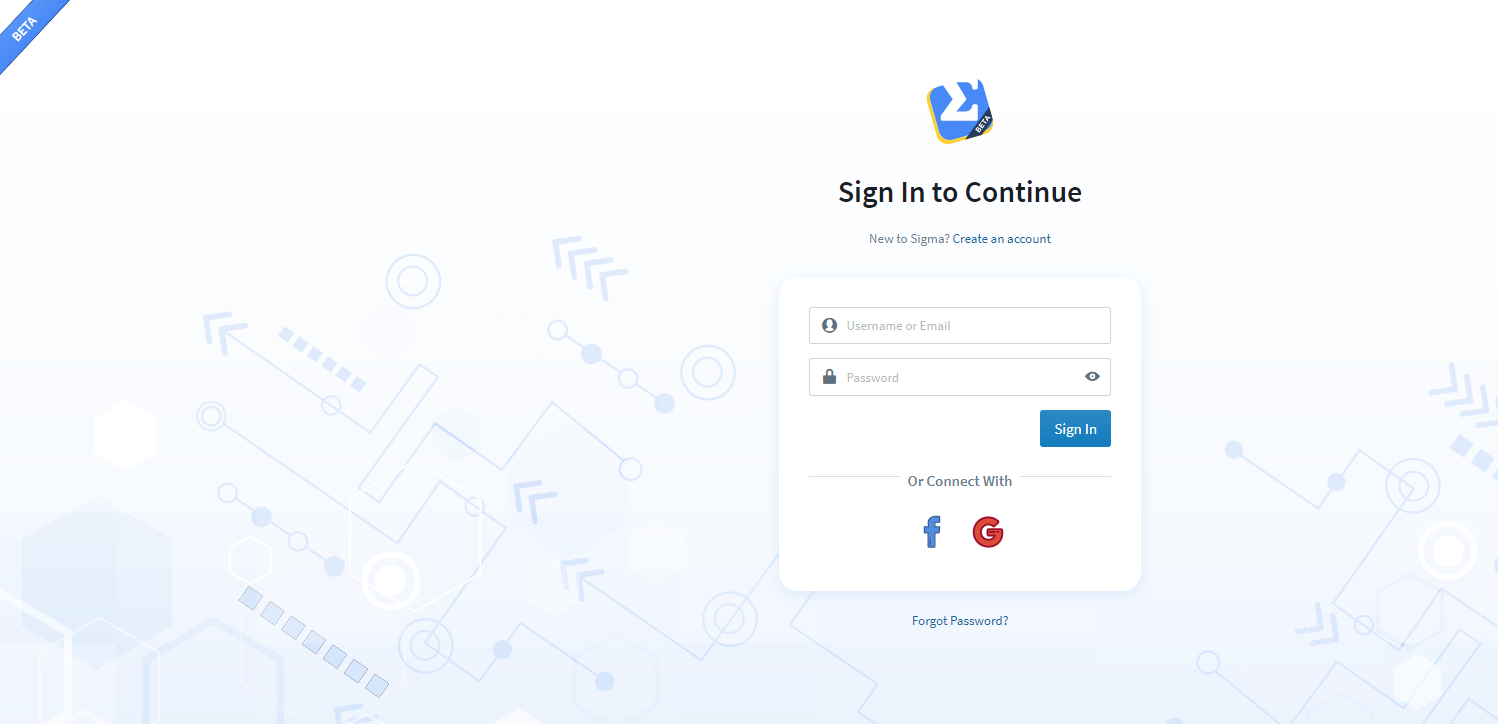 BETA
BETA
Sign In to Continue
New to Sigma? Create an account
Username or Email
Password
Sign In
Or Connect With
Forgot Password?